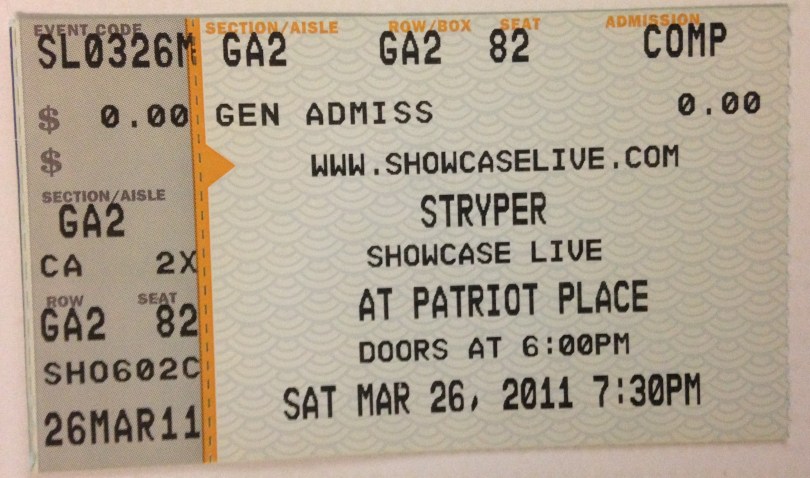 EVENT CODE
SL0326M
$ 0.00
$
SECTION/AISLE
GA2
CA 2X
ROW SEAT
GA2 82
SHO602C
26MAR11
SECTION/AISLE ROW/BOX SEAT ADMISSION
GA2 GA2 82 COMP
GEN ADMISS 0.00
WWW.SHOWCASELIVE.COM
STRYPER
SHOWCASE LIVE
AT PATRIOT PLACE
DOORS AT 6:00PM
SAT MAR 26, 2011 7:30PM